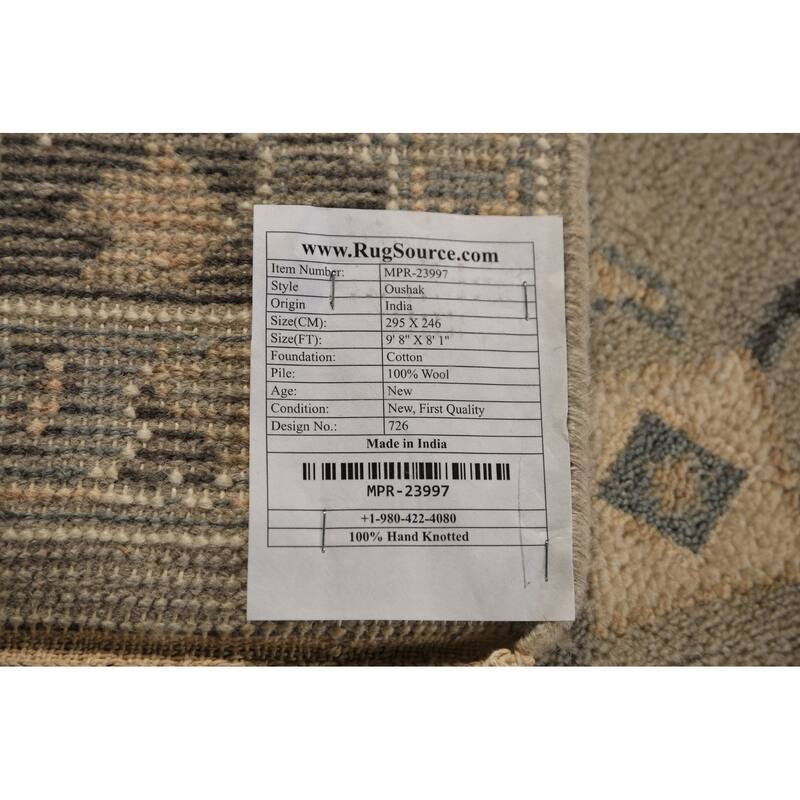 www.RugSource.com
Item Number: MPR-23997
Style Oushak
Origin India
Size(CM): 295 X 246
Size(FT): 9' 8" X 8' 1"
Foundation: Cotton
Pile: 100% Wool
Age: New
Condition: New, First Quality
Design No.: 726
Made in India
MPR-23997
+1-980-422-4080
100% Hand Knotted